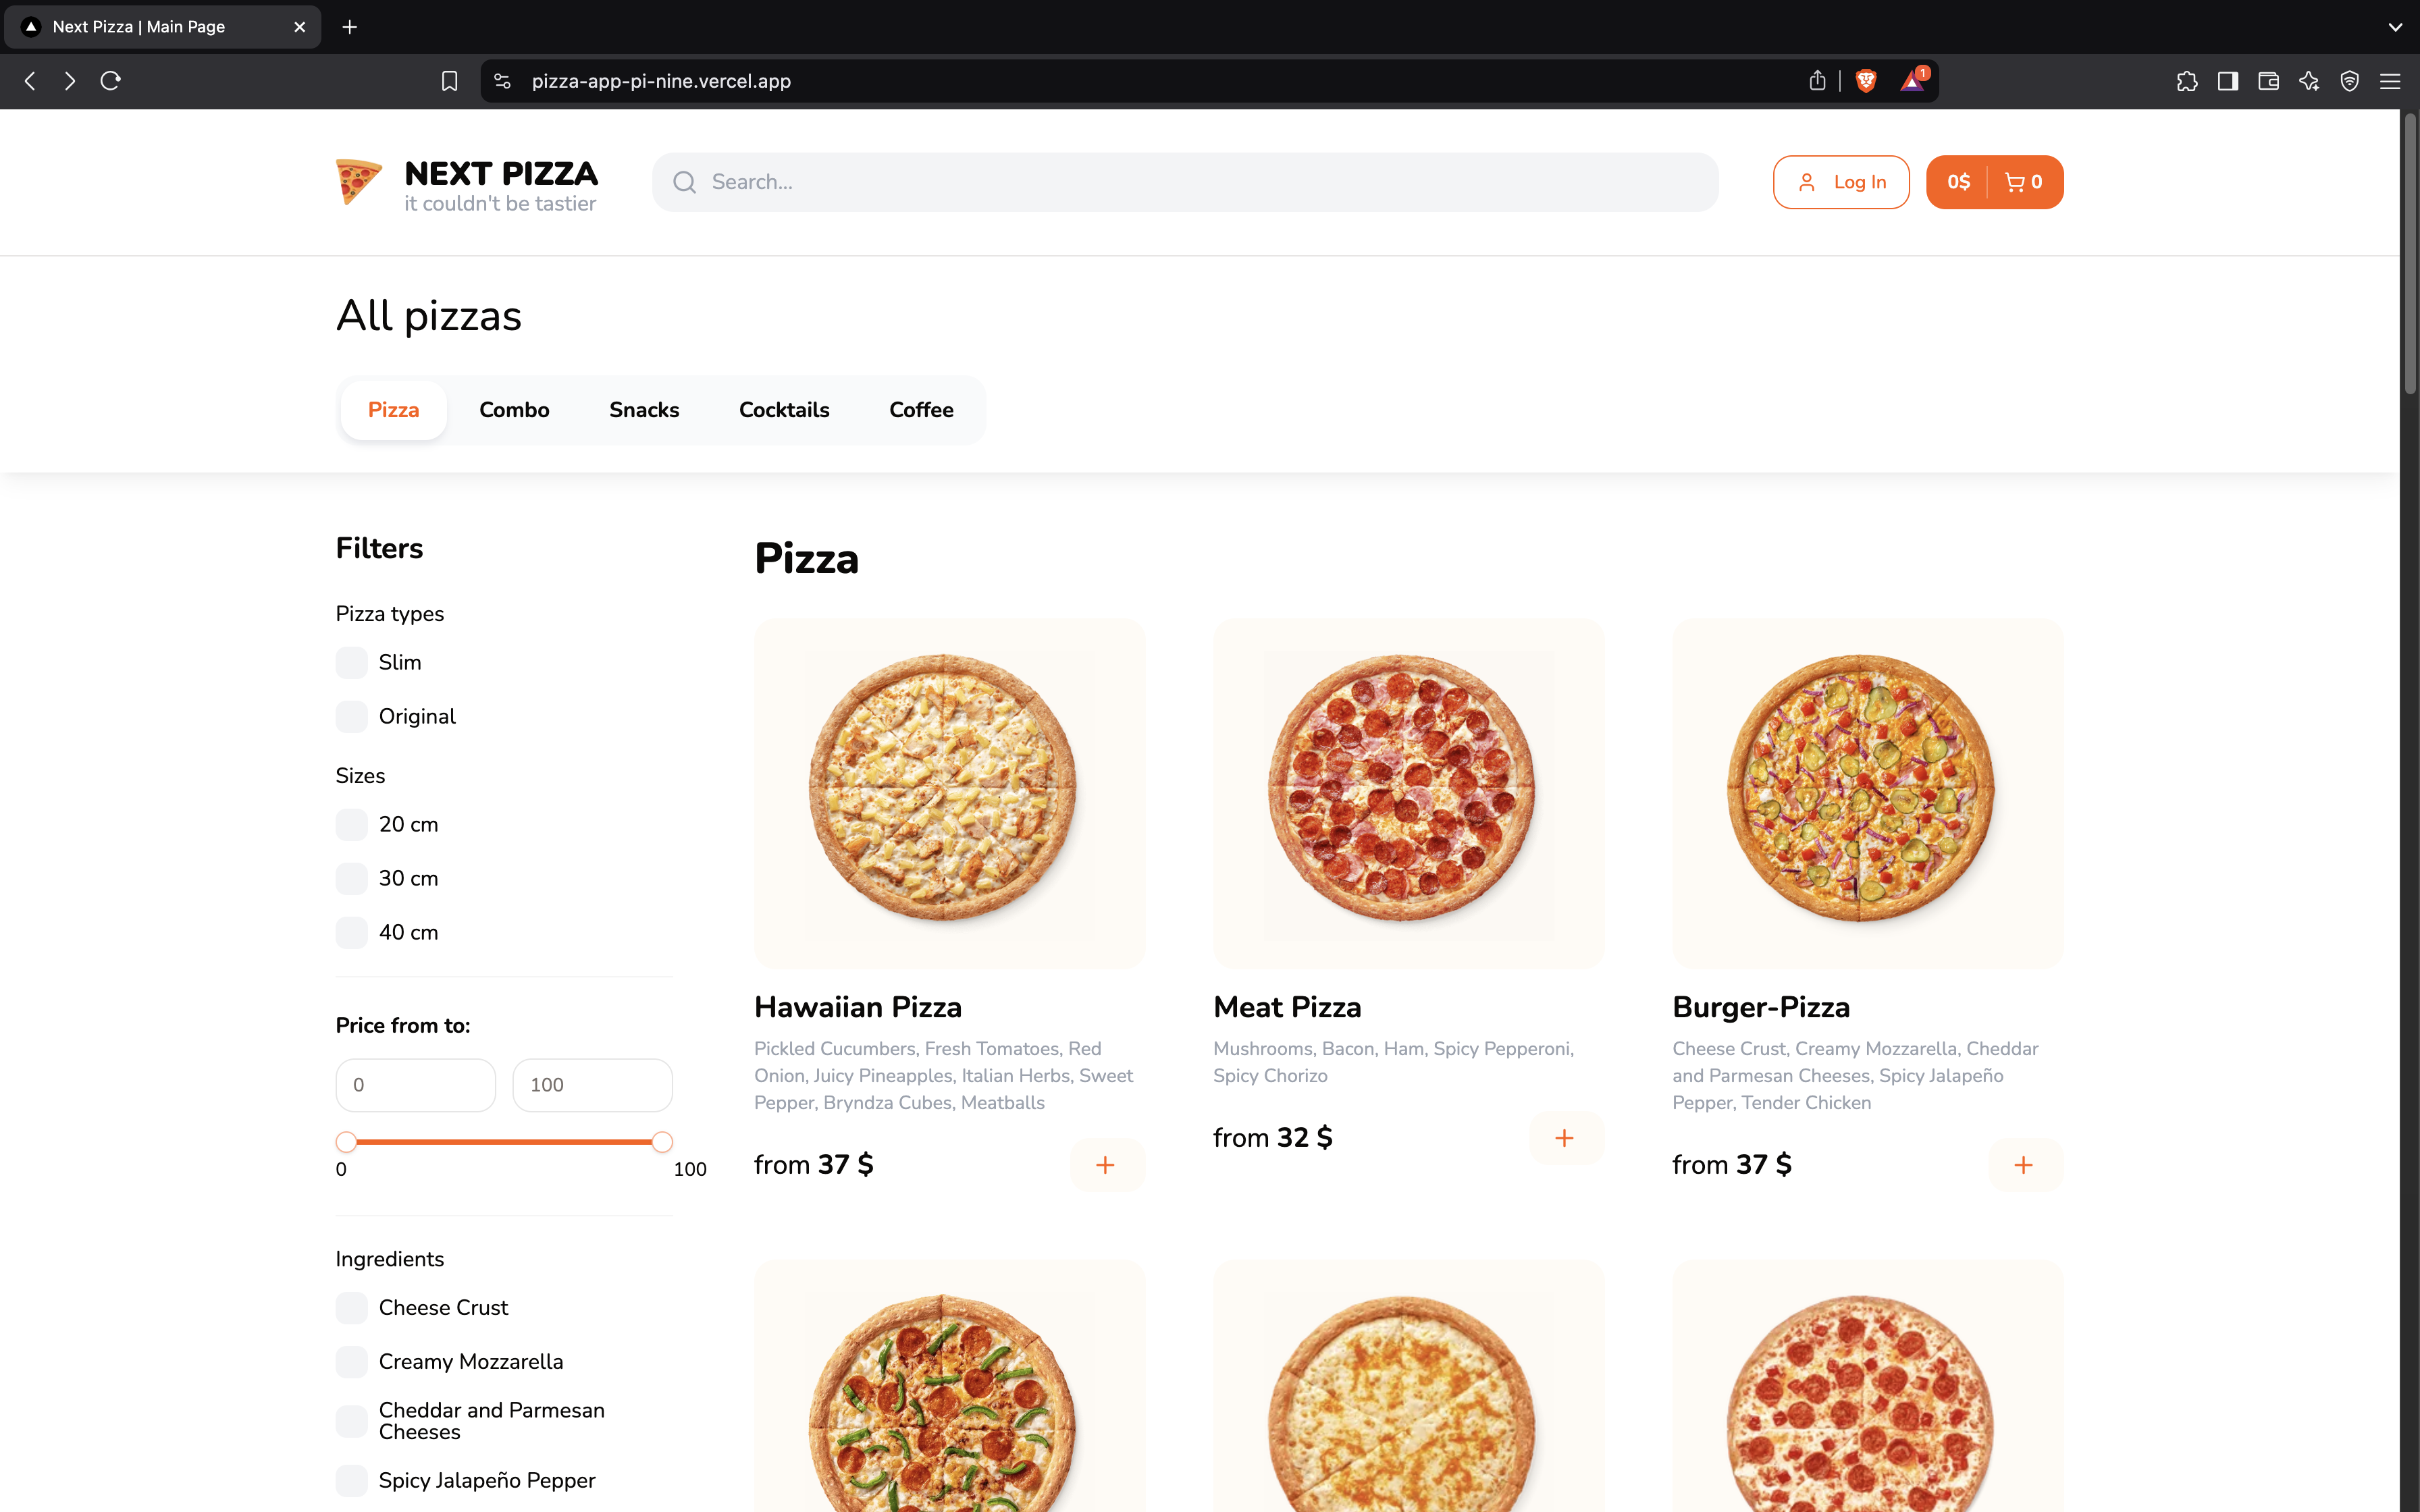 Next Pizza | Main Page
pizza-app-pi-nine.vercel.app
1
NEXT PIZZA
it couldn't be tastier
Search...
Log In
0$
0
All pizzas
Pizza
Combo
Snacks
Cocktails
Coffee
Filters
Pizza types
Slim
Original
Sizes
20 cm
30 cm
40 cm
Price from to:
0
100
0
100
Ingredients
Cheese Crust
Creamy Mozzarella
Cheddar and Parmesan
Cheeses
Spicy Jalapeño Pepper
Pizza
Hawaiian Pizza
Pickled Cucumbers, Fresh Tomatoes, Red
Onion, Juicy Pineapples, Italian Herbs, Sweet
Pepper, Bryndza Cubes, Meatballs
from 37 $
Meat Pizza
Mushrooms, Bacon, Ham, Spicy Pepperoni,
Spicy Chorizo
from 32 $
Burger-Pizza
Cheese Crust, Creamy Mozzarella, Cheddar
and Parmesan Cheeses, Spicy Jalapeño
Pepper, Tender Chicken
from 37 $